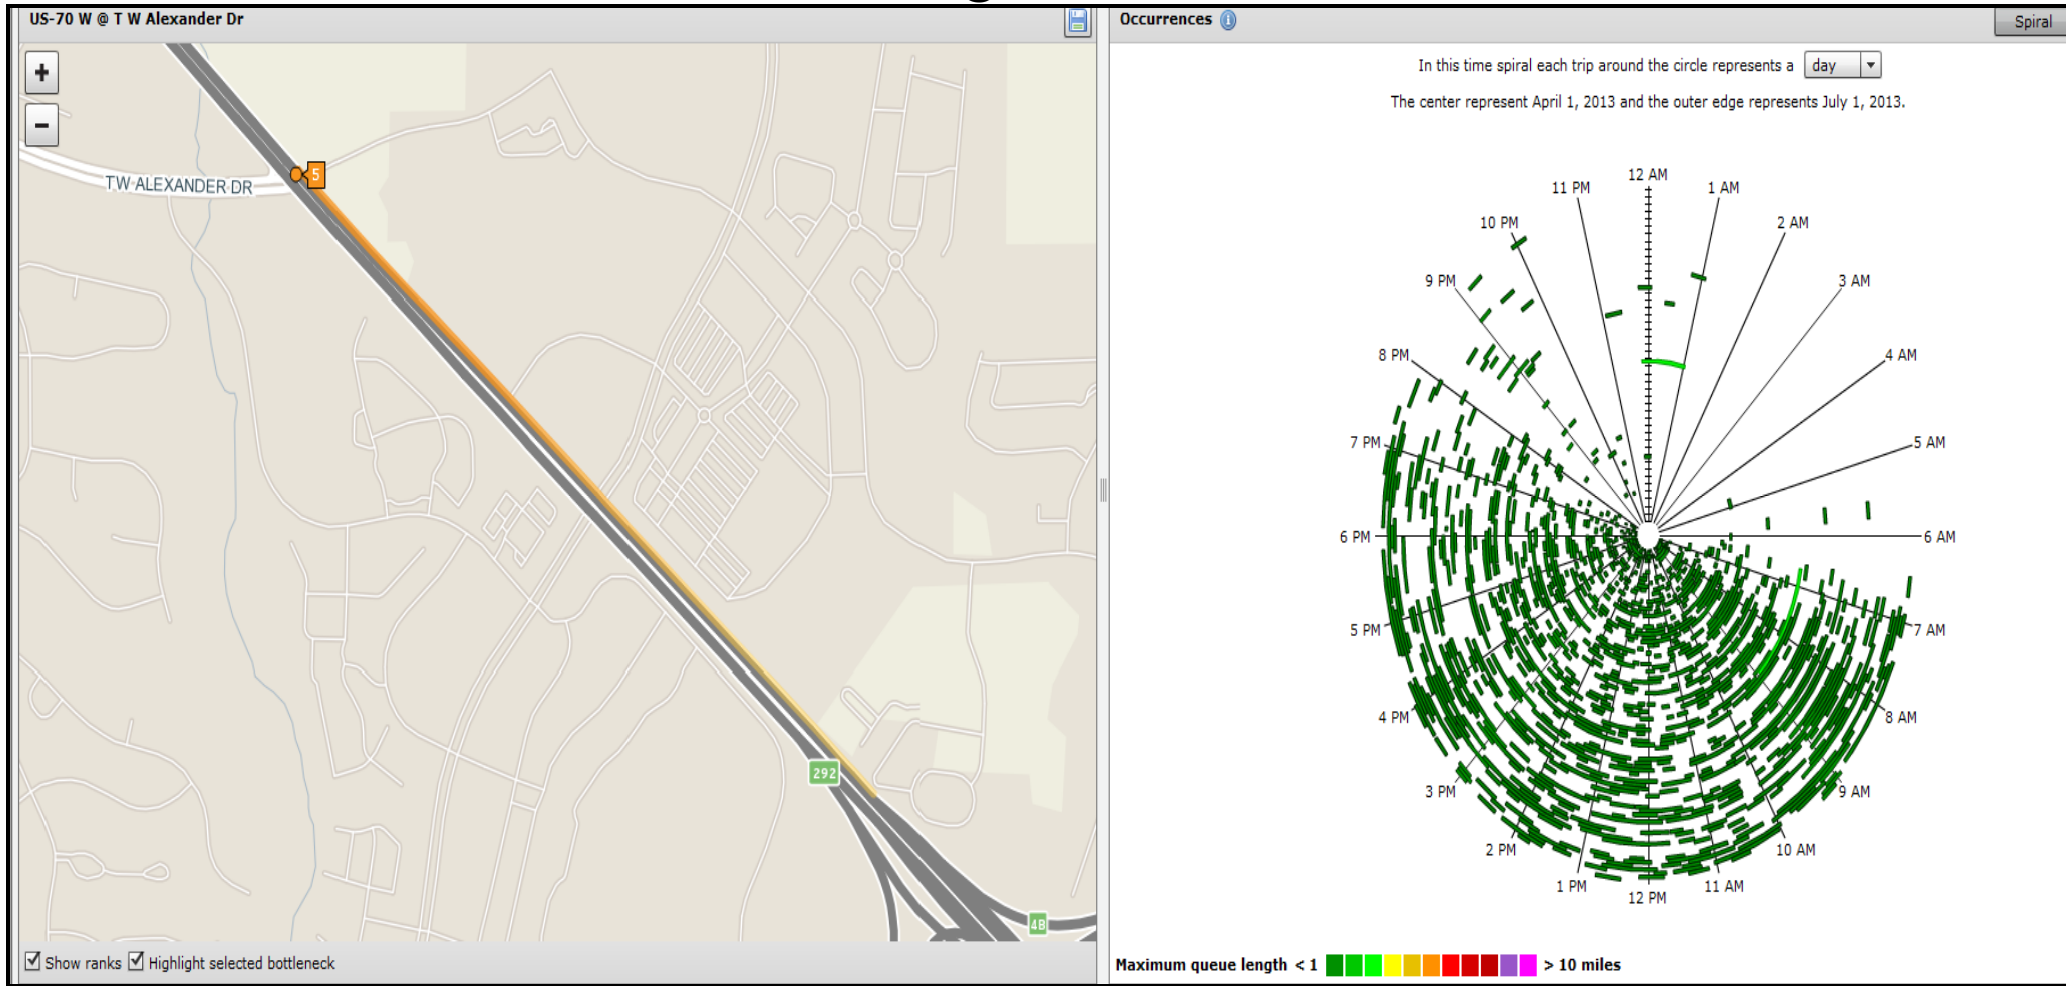 US-70 W @ T W Alexander Dr
+
−
5
TW ALEXANDER DR
292
4B
Show ranks Highlight selected bottleneck
Occurrences i
Spiral
In this time spiral each trip around the circle represents a day
The center represent April 1, 2013 and the outer edge represents July 1, 2013.
12 AM
1 AM
2 AM
3 AM
4 AM
5 AM
6 AM
7 AM
8 AM
9 AM
10 AM
11 AM
12 PM
1 PM
2 PM
3 PM
4 PM
5 PM
6 PM
7 PM
8 PM
9 PM
10 PM
11 PM
Maximum queue length < 1 > 10 miles